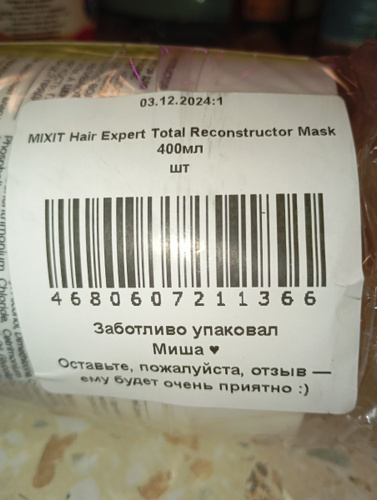 03.12.2024:1
MIXIT Hair Expert Total Reconstructor Mask
400мл
шт
4680607211366
Заботливо упаковал
Миша ♥
Оставьте, пожалуйста, отзыв —
ему будет очень приятно :)